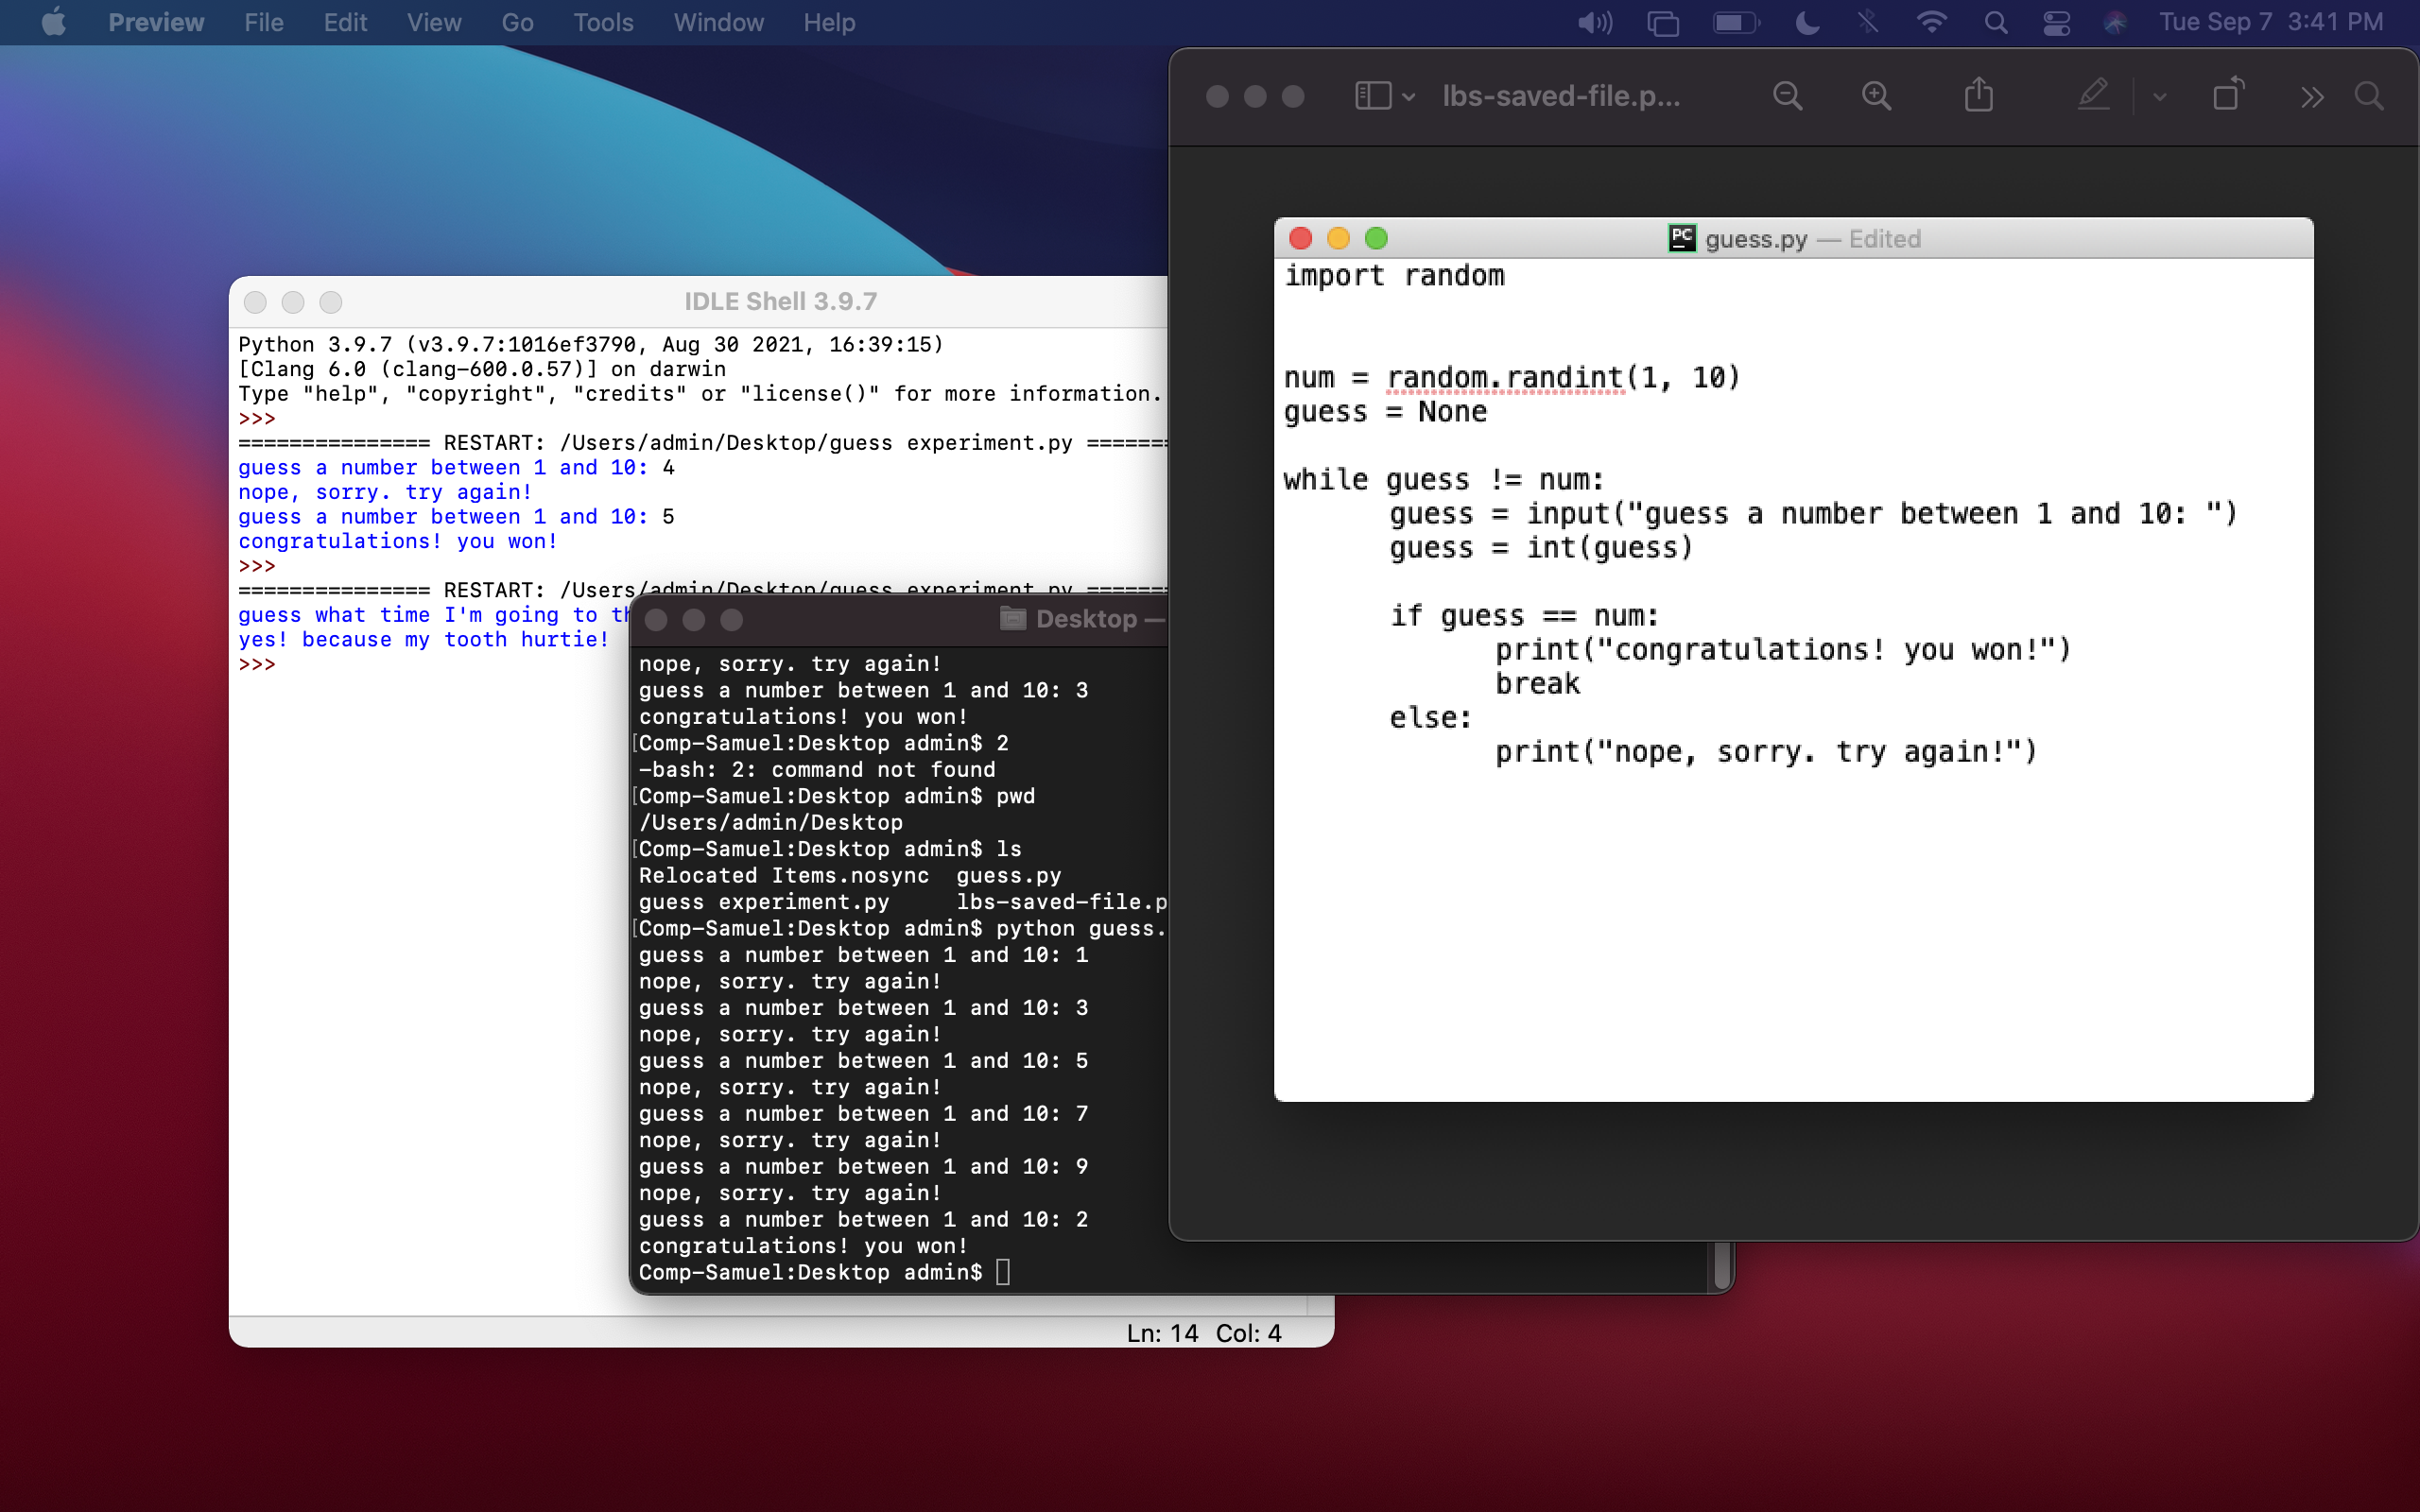 Preview File Edit View Go Tools Window Help Tue Sep 7 3:41 PM
IDLE Shell 3.9.7
Python 3.9.7 (v3.9.7:1016ef3790, Aug 30 2021, 16:39:15)
[Clang 6.0 (clang-600.0.57)] on darwin
Type "help", "copyright", "credits" or "license()" for more information.
>>>
=============== RESTART: /Users/admin/Desktop/guess experiment.py =======
guess a number between 1 and 10: 4
nope, sorry. try again!
guess a number between 1 and 10: 5
congratulations! you won!
>>>
=============== RESTART: /Users/admin/Desktop/guess experiment.py =======
guess what time I'm going to
yes! because my tooth hurtie!
>>>
Ln: 14 Col: 4
Desktop —
nope, sorry. try again!
guess a number between 1 and 10: 3
congratulations! you won!
[Comp-Samuel:Desktop admin$ 2
-bash: 2: command not found
[Comp-Samuel:Desktop admin$ pwd
/Users/admin/Desktop
[Comp-Samuel:Desktop admin$ ls
Relocated Items.nosync guess.py
guess experiment.py lbs-saved-file.p
[Comp-Samuel:Desktop admin$ python guess.
guess a number between 1 and 10: 1
nope, sorry. try again!
guess a number between 1 and 10: 3
nope, sorry. try again!
guess a number between 1 and 10: 5
nope, sorry. try again!
guess a number between 1 and 10: 7
nope, sorry. try again!
guess a number between 1 and 10: 9
nope, sorry. try again!
guess a number between 1 and 10: 2
congratulations! you won!
Comp-Samuel:Desktop admin$
lbs-saved-file.p...
PC guess.py — Edited
import random
num = random.randint(1, 10)
guess = None
while guess != num:
guess = input("guess a number between 1 and 10: ")
guess = int(guess)
if guess == num:
print("congratulations! you won!")
break
else:
print("nope, sorry. try again!")